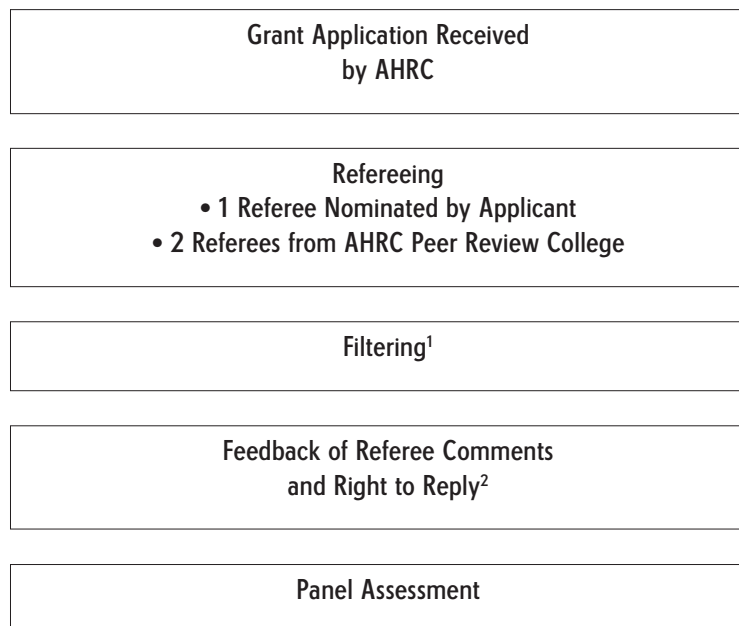 Grant Application Received
by AHRC
Refereeing
• 1 Referee Nominated by Applicant
• 2 Referees from AHRC Peer Review College
Filtering¹
Feedback of Referee Comments
and Right to Reply²
Panel Assessment